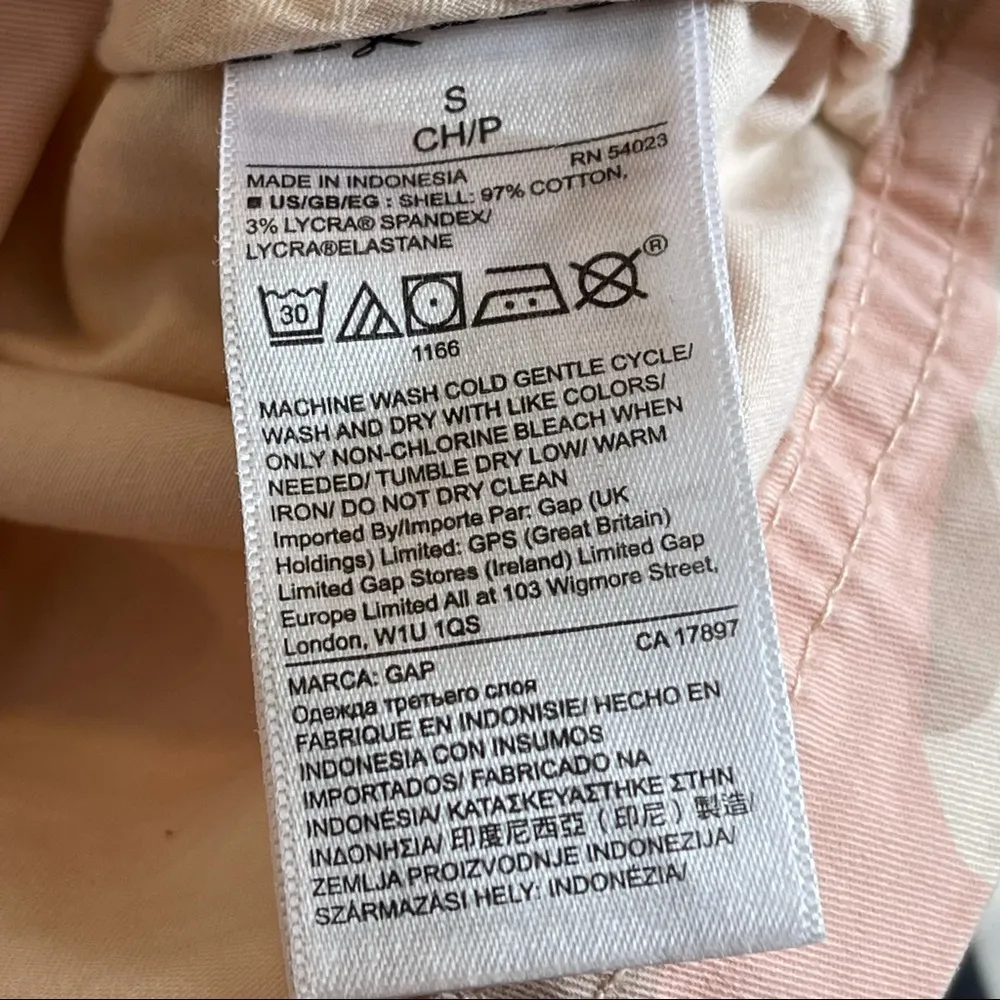 S
CH/P
RN 54023
MADE IN INDONESIA
■ US/GB/EG : SHELL: 97% COTTON,
3% LYCRA® SPANDEX/
LYCRA®ELASTANE
30
®
1166
MACHINE WASH COLD GENTLE CYCLE/
WASH AND DRY WITH LIKE COLORS/
ONLY NON-CHLORINE BLEACH WHEN
NEEDED/ TUMBLE DRY LOW/ WARM
IRON/ DO NOT DRY CLEAN
Imported By/Importe Par: Gap (UK
Holdings) Limited: GPS (Great Britain)
Limited Gap Stores (Ireland) Limited Gap
Europe Limited All at 103 Wigmore Street,
London, W1U 1QS
CA 17897
MARCA: GAP
Одежда третьего слоя
FABRIQUE EN INDONISIE/ HECHO EN
INDONESIA CON INSUMOS
IMPORTADOS/ FABRICADO NA
INDONÉSIA/ ΚΑΤΑΣΚΕΥΑΣΤΗΚΕ ΣΤΗΝ
ΙΝΔΟΝΗΣΙΑ/ 印度尼西亞 (印尼) 製造/
ZEMLJA PROIZVODNJE INDONEZIJA/
SZÁRMAZÁSI HELY: INDONÉZIA/